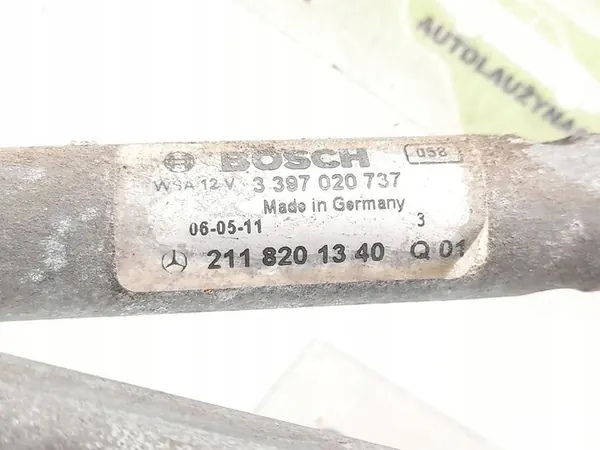 AUTOLAUŽYNA
BOSCH 058
WSA 12 V 3 397 020 737
Made in Germany
06-05-11 3
211 820 13 40 Q 01